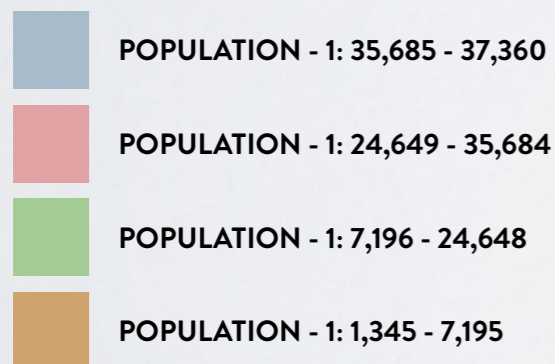 POPULATION - 1: 35,685 - 37,360
POPULATION - 1: 24,649 - 35,684
POPULATION - 1: 7,196 - 24,648
POPULATION - 1: 1,345 - 7,195